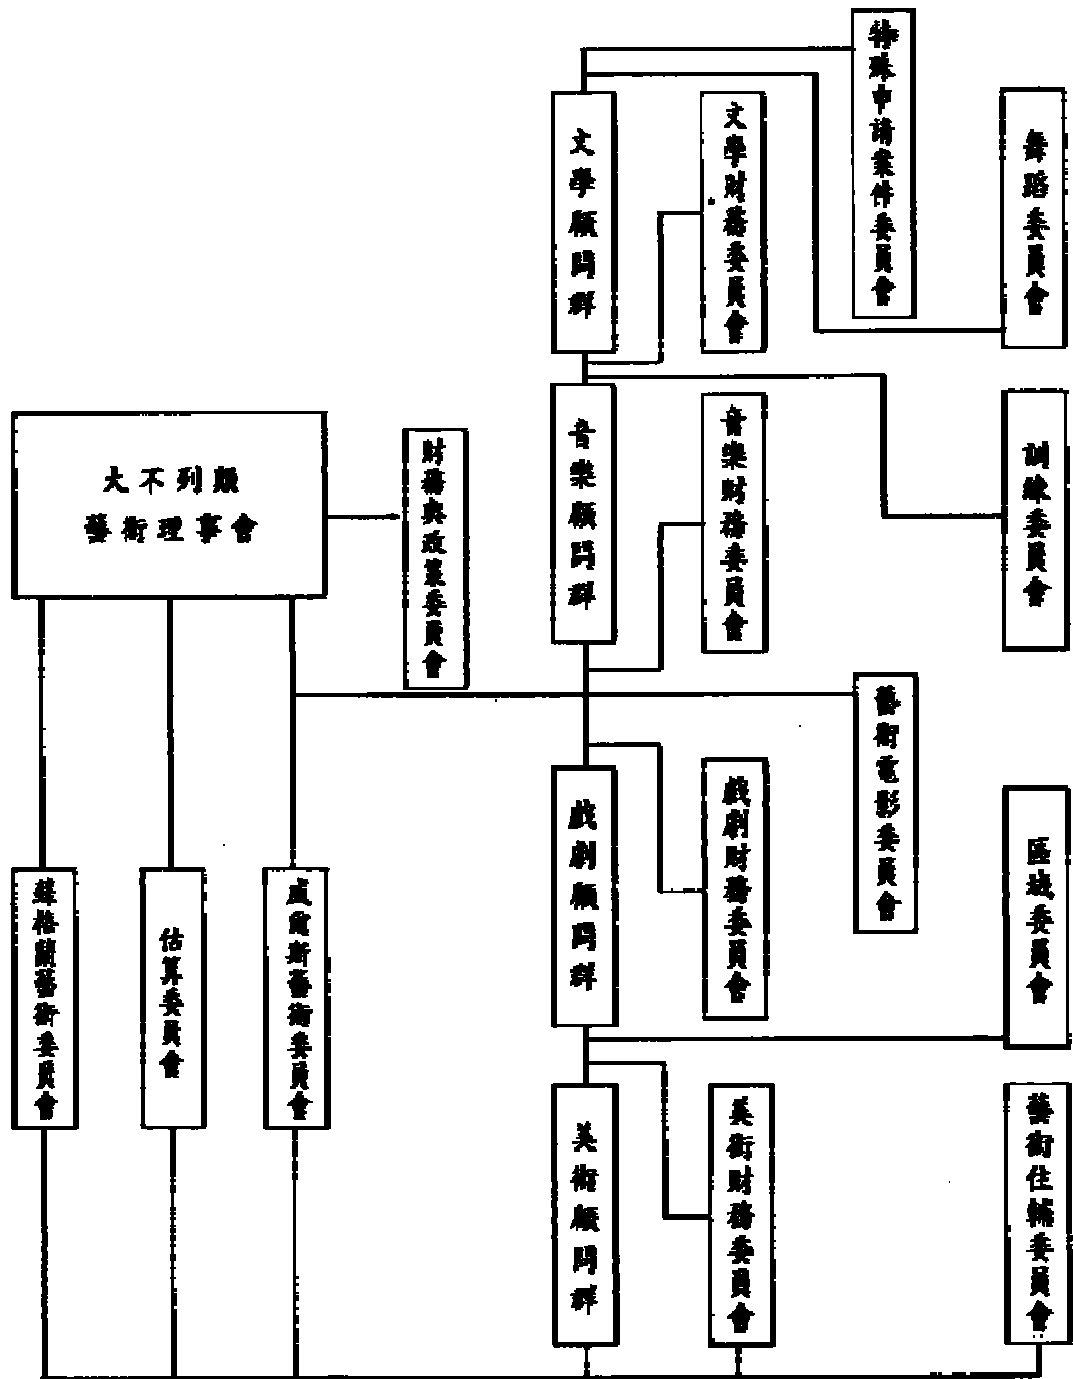 大不列顛
藝術理事會
財務與政策委員會
蘇格蘭藝術委員會
估算委員會
威爾斯藝術委員會
文學顧問群
音樂顧問群
戲劇顧問群
美術顧問群
文學財務委員會
音樂財務委員會
戲劇財務委員會
美術財務委員會
特殊申請案件委員會
藝術電影委員會
舞蹈委員會
訓練委員會
區域委員會
藝術住輔委員會